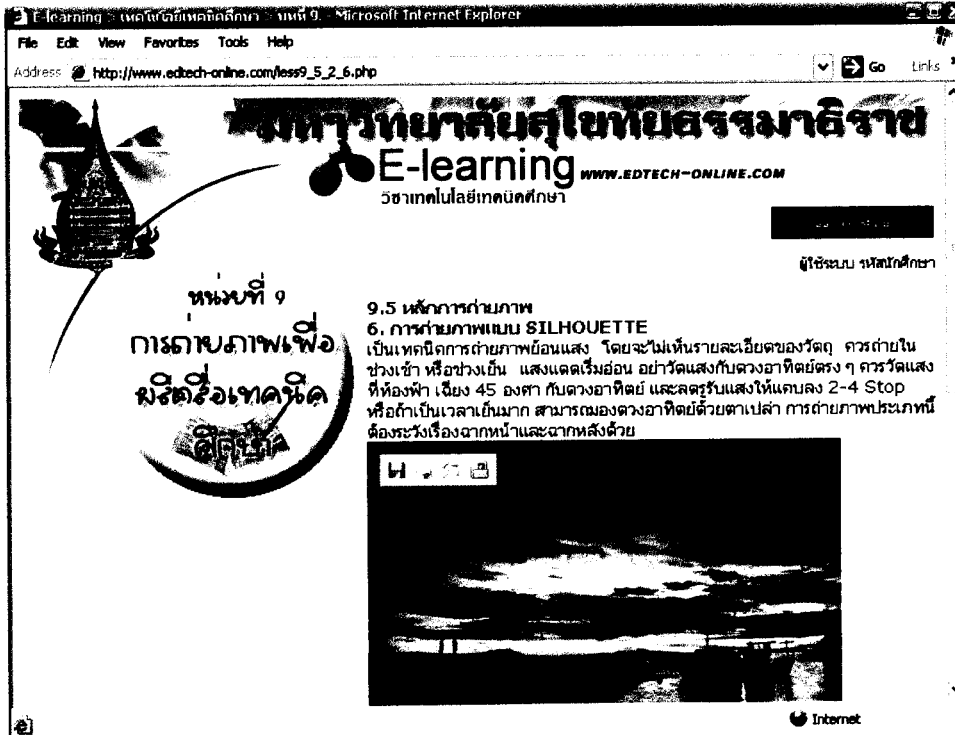 E-learning > เทคโนโลยีเทคนิคศึกษา > บทที่ 9. - Microsoft Internet Explorer
File Edit View Favorites Tools Help
Address http://www.edtech-online.com/less9_5_2_6.php Go Links
มหาวิทยาลัยสุโขทัยธรรมาธิราช
E-learning WWW.EDTECH-ONLINE.COM
วิชาเทคโนโลยีเทคนิคศึกษา
ผู้ใช้ระบบ รหัสนักศึกษา
หน่วยที่ 9
การถ่ายภาพเพื่อ
ผลิตสื่อเทคนิค
ศึกษา
9.5 หลักการถ่ายภาพ
6. การถ่ายภาพแบบ SILHOUETTE
เป็นเทคนิคการถ่ายภาพย้อนแสง โดยจะไม่เห็นรายละเอียดของวัตถุ ควรถ่ายใน
ช่วงเช้า หรือช่วงเย็น แสงแดดเริ่มอ่อน อย่าวัดแสงกับดวงอาทิตย์ตรง ๆ ควรวัดแสง
ที่ท้องฟ้า เฉียง 45 องศา กับดวงอาทิตย์ และลดรูรับแสงให้แคบลง 2-4 Stop
หรือถ้าเป็นเวลาเย็นมาก สามารถมองดวงอาทิตย์ด้วยตาเปล่า การถ่ายภาพประเภทนี้
ต้องระวังเรื่องฉากหน้าและฉากหลังด้วย
Internet